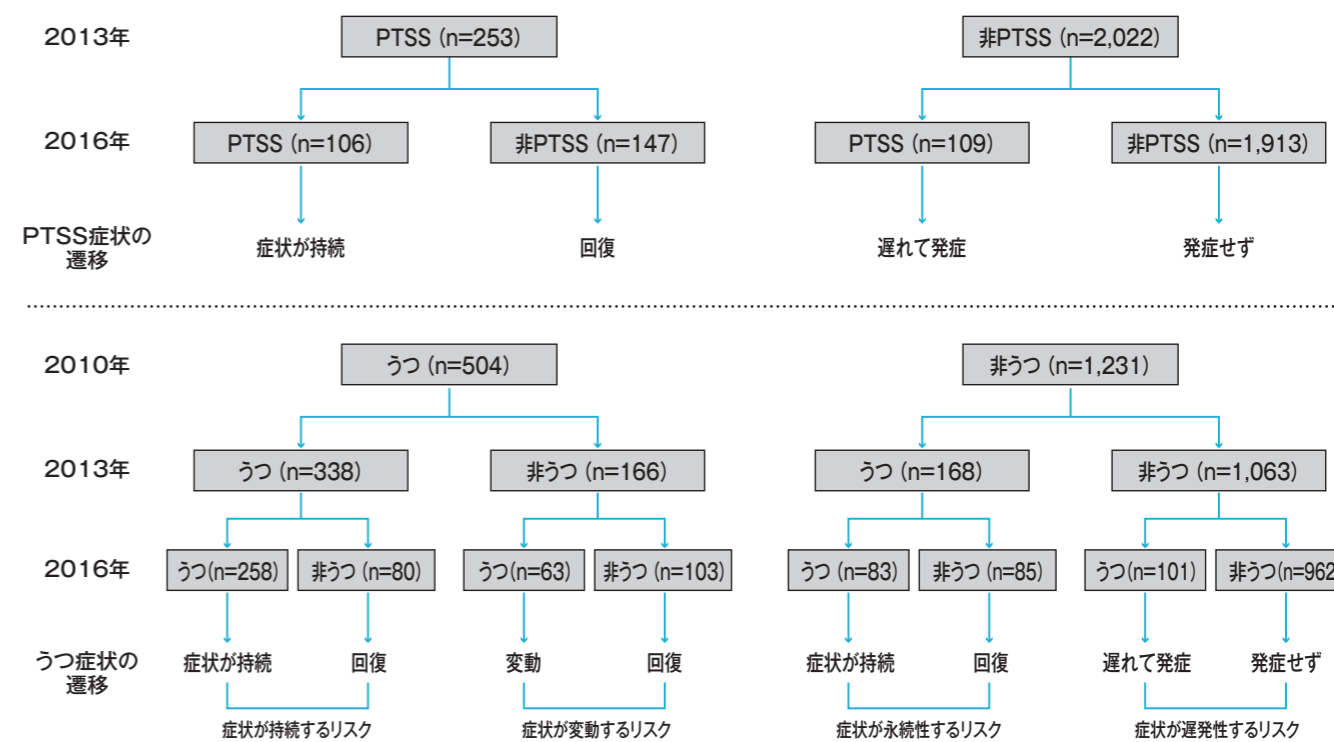 2013年
PTSS (n=253)
非PTSS (n=2,022)
2016年
PTSS (n=106)
非PTSS (n=147)
PTSS (n=109)
非PTSS (n=1,913)
PTSS症状の
遷移
症状が持続
回復
遅れて発症
発症せず
2010年
うつ (n=504)
非うつ (n=1,231)
2013年
うつ (n=338)
非うつ (n=166)
うつ (n=168)
非うつ (n=1,063)
2016年
うつ(n=258)
非うつ (n=80)
うつ(n=63)
非うつ (n=103)
うつ (n=83)
非うつ (n=85)
うつ(n=101)
非うつ(n=962
うつ症状の
遷移
症状が持続
回復
変動
回復
症状が持続
回復
遅れて発症
発症せず
症状が持続するリスク
症状が変動するリスク
症状が永続性するリスク
症状が遅発性するリスク